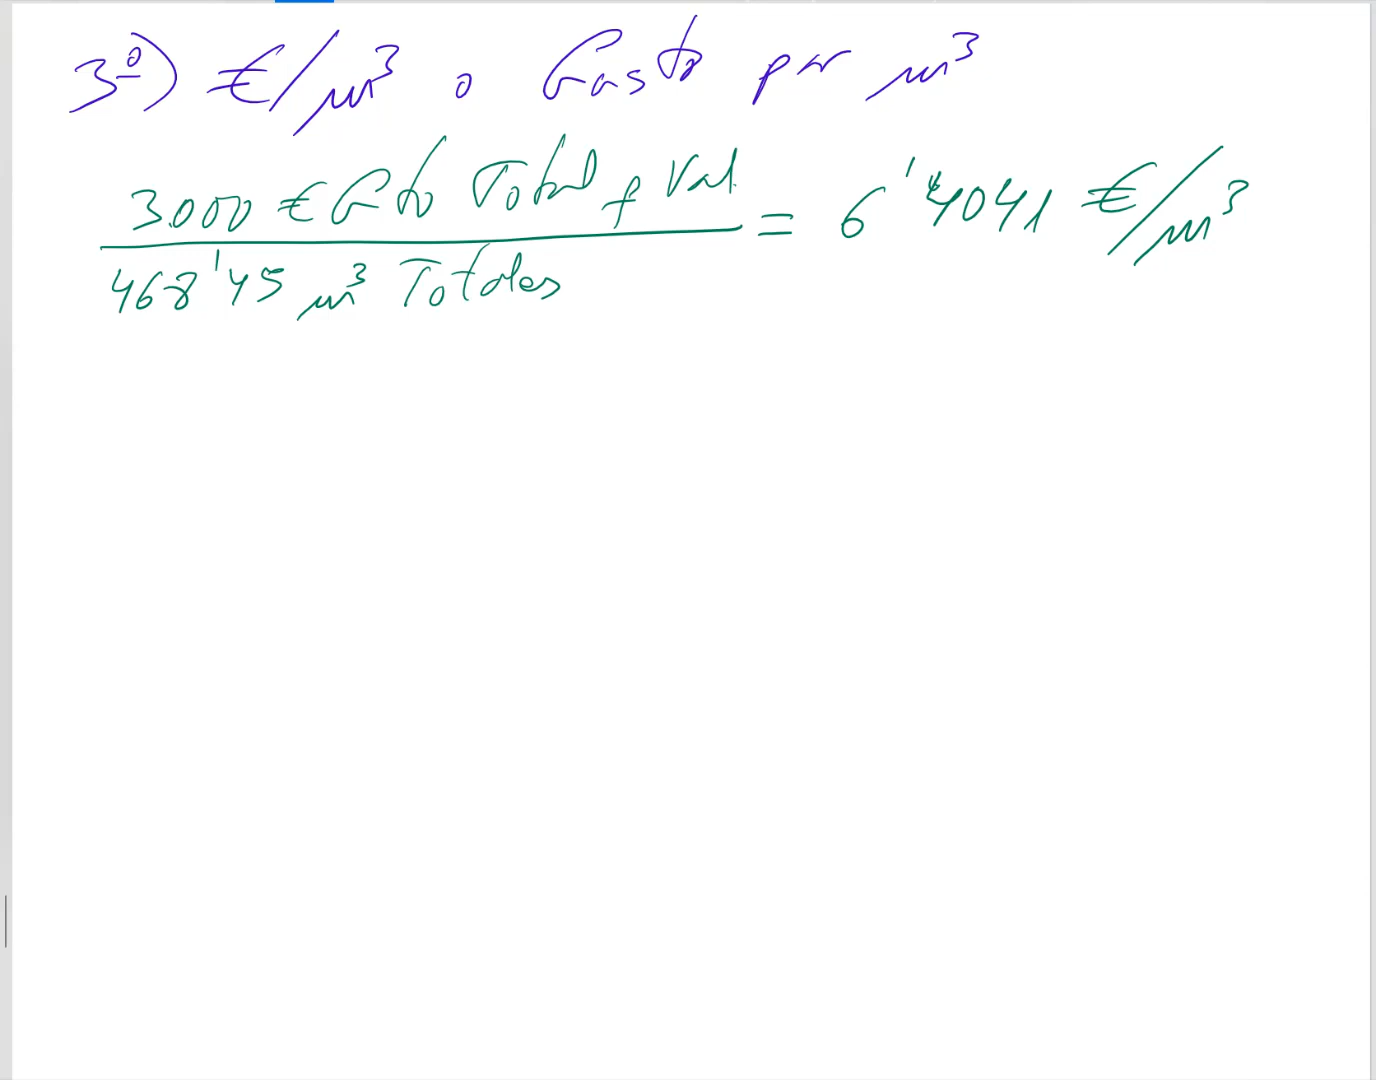 3º) €/m³ o Gasto por m³
3.000 € Gto Total f Val. = 6'4041 €/m³
468'45 m³ Totales